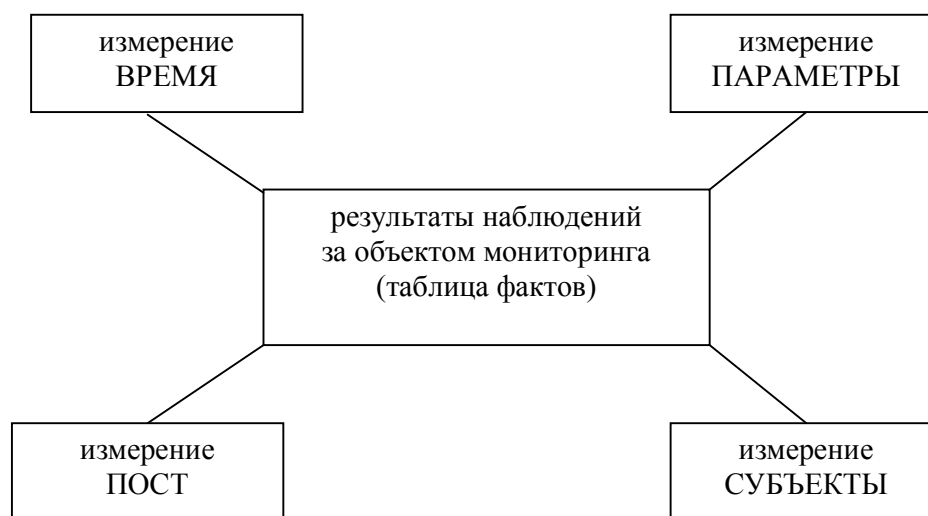 измерение
ВРЕМЯ
измерение
ПАРАМЕТРЫ
результаты наблюдений
за объектом мониторинга
(таблица фактов)
измерение
ПОСТ
измерение
СУБЪЕКТЫ